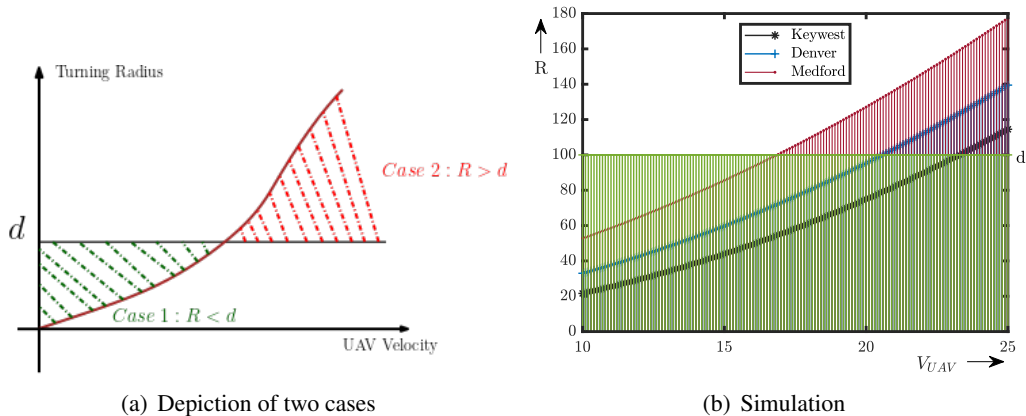 Turning Radius
d
Case 2 : R > d
Case 1 : R < d
UAV Velocity
(a) Depiction of two cases
180
160
140
120
100
80
60
40
20
0
R
Keywest
Denver
Medford
d
10
15
20
25
V_UAV
(b) Simulation